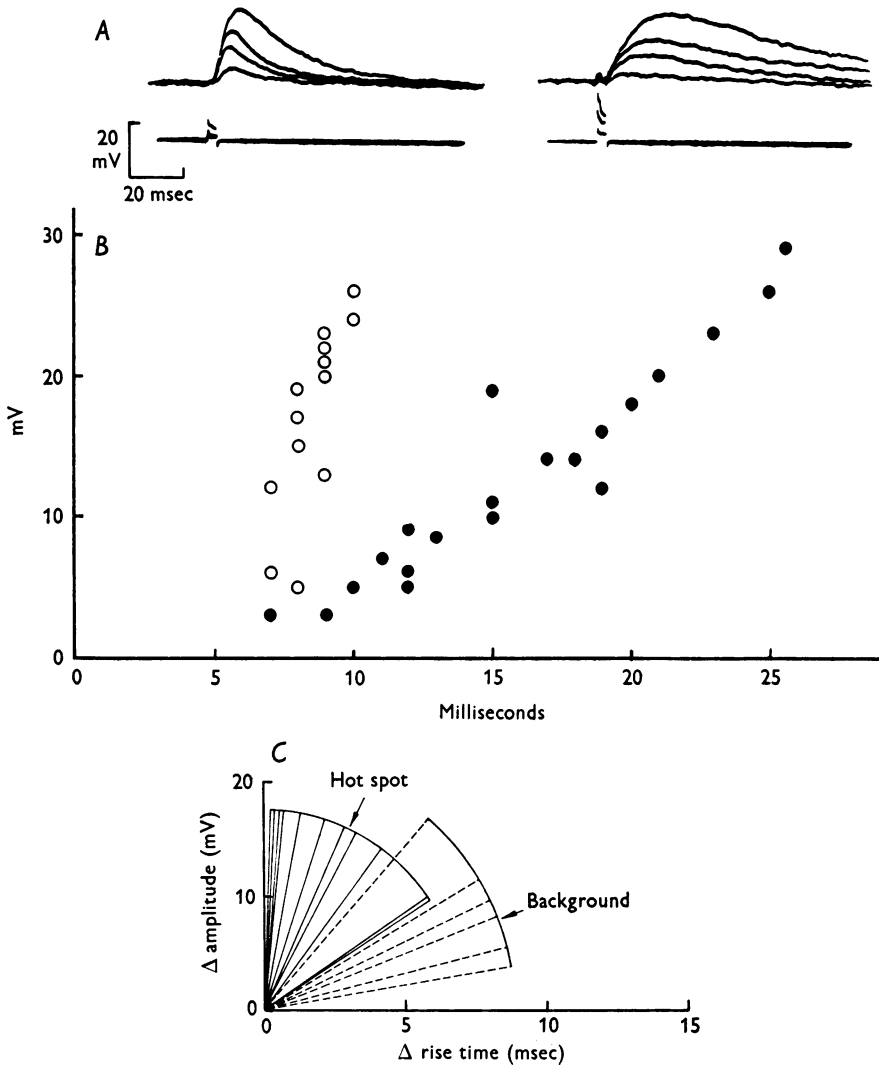 A
20
mV
20 msec
B
30
20
10
0
mV
0 5 10 15 20 25
Milliseconds
C
20
10
0
Δ amplitude (mV)
Hot spot
Background
0 5 10 15
Δ rise time (msec)